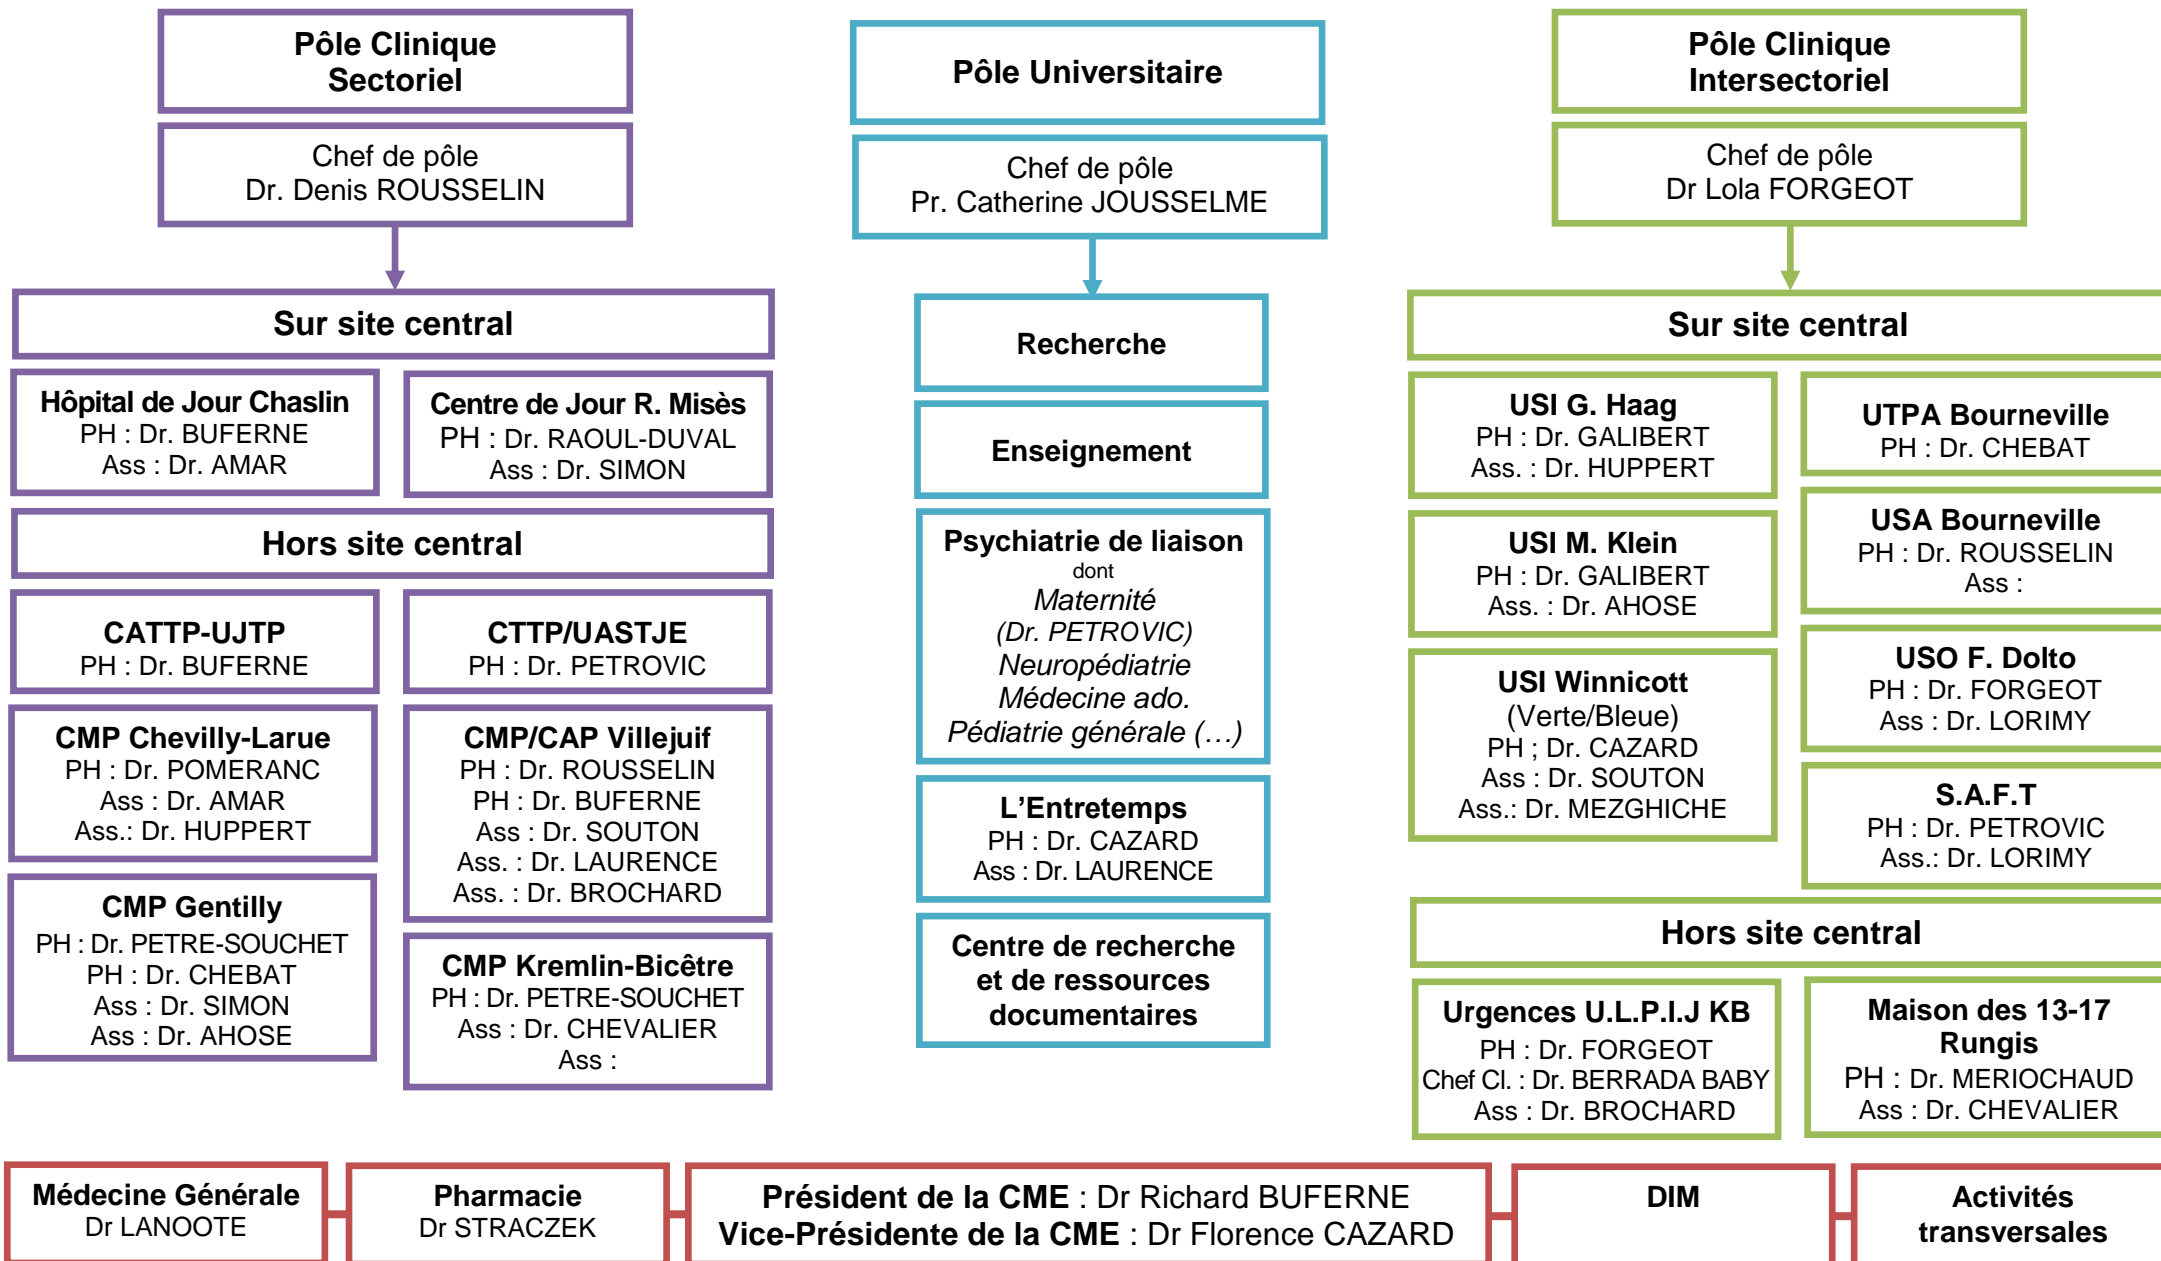 Pôle Clinique
Sectoriel
Chef de pôle
Dr. Denis ROUSSELIN
Sur site central
Hôpital de Jour Chaslin
PH : Dr. BUFERNE
Ass : Dr. AMAR
Centre de Jour R. Misès
PH : Dr. RAOUL-DUVAL
Ass : Dr. SIMON
Hors site central
CATTP-UJTP
PH : Dr. BUFERNE
CTTP/UASTJE
PH : Dr. PETROVIC
CMP Chevilly-Larue
PH : Dr. POMERANC
Ass : Dr. AMAR
Ass.: Dr. HUPPERT
CMP/CAP Villejuif
PH : Dr. ROUSSELIN
PH : Dr. BUFERNE
Ass : Dr. SOUTON
Ass. : Dr. LAURENCE
Ass. : Dr. BROCHARD
CMP Gentilly
PH : Dr. PETRE-SOUCHET
PH : Dr. CHEBAT
Ass : Dr. SIMON
Ass : Dr. AHOSE
CMP Kremlin-Bicêtre
PH : Dr. PETRE-SOUCHET
Ass : Dr. CHEVALIER
Ass :
Pôle Universitaire
Chef de pôle
Pr. Catherine JOUSSELME
Recherche
Enseignement
Psychiatrie de liaison
dont
Maternité
(Dr. PETROVIC)
Neuropédiatrie
Médecine ado.
Pédiatrie générale (…)
L’Entretemps
PH : Dr. CAZARD
Ass : Dr. LAURENCE
Centre de recherche
et de ressources
documentaires
Pôle Clinique
Intersectoriel
Chef de pôle
Dr Lola FORGEOT
Sur site central
USI G. Haag
PH : Dr. GALIBERT
Ass. : Dr. HUPPERT
UTPA Bourneville
PH : Dr. CHEBAT
USI M. Klein
PH : Dr. GALIBERT
Ass. : Dr. AHOSE
USA Bourneville
PH : Dr. ROUSSELIN
Ass :
USI Winnicott
(Verte/Bleue)
PH ; Dr. CAZARD
Ass : Dr. SOUTON
Ass.: Dr. MEZGHICHE
USO F. Dolto
PH : Dr. FORGEOT
Ass : Dr. LORIMY
S.A.F.T
PH : Dr. PETROVIC
Ass.: Dr. LORIMY
Hors site central
Urgences U.L.P.I.J KB
PH : Dr. FORGEOT
Chef Cl. : Dr. BERRADA BABY
Ass : Dr. BROCHARD
Maison des 13-17
Rungis
PH : Dr. MERIOCHAUD
Ass : Dr. CHEVALIER
Médecine Générale
Dr LANOOTE
Pharmacie
Dr STRACZEK
Président de la CME : Dr Richard BUFERNE
Vice-Présidente de la CME : Dr Florence CAZARD
DIM
Activités
transversales